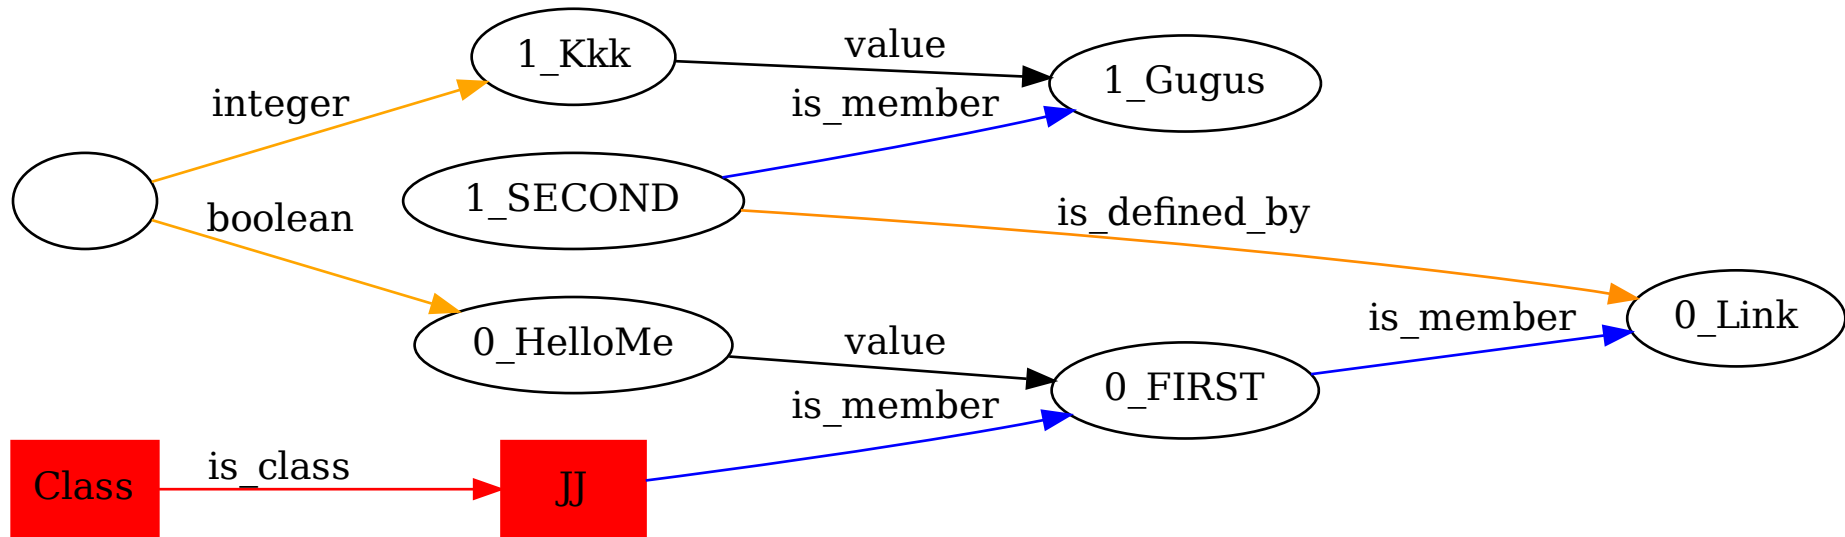 1_Kkk
value
1_Gugus
integer
is_member
1_SECOND
boolean
is_defined_by
0_HelloMe
value
is_member
0_Link
0_FIRST
is_member
Class
is_class
JJ